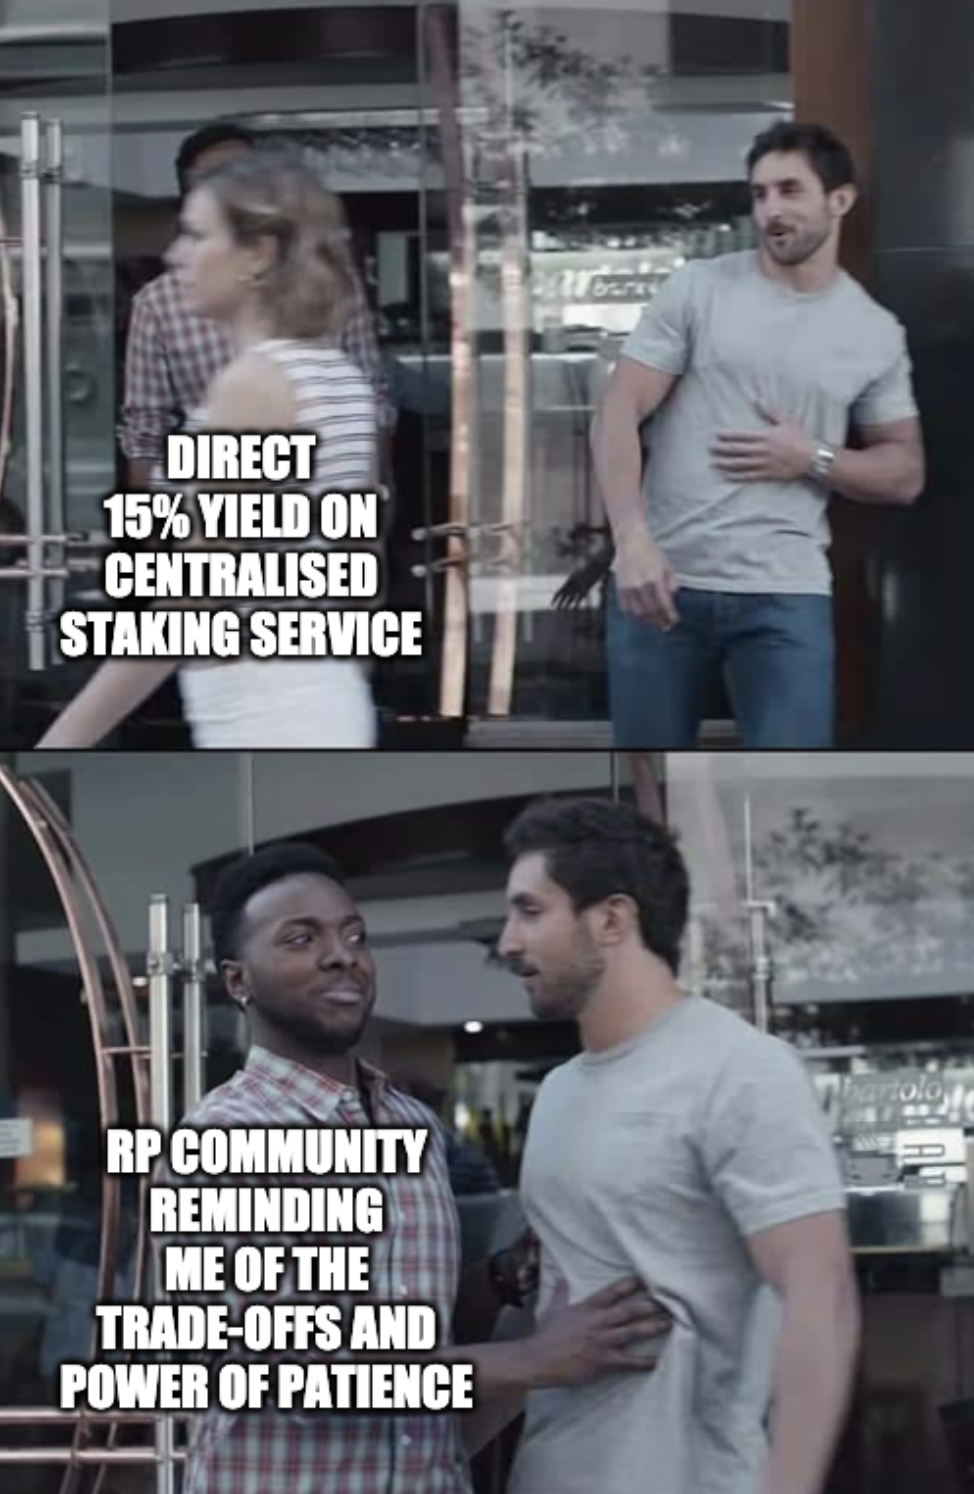 DIRECT
15% YIELD ON
CENTRALISED
STAKING SERVICE
RP COMMUNITY
REMINDING
ME OF THE
TRADE-OFFS AND
POWER OF PATIENCE
bartolo